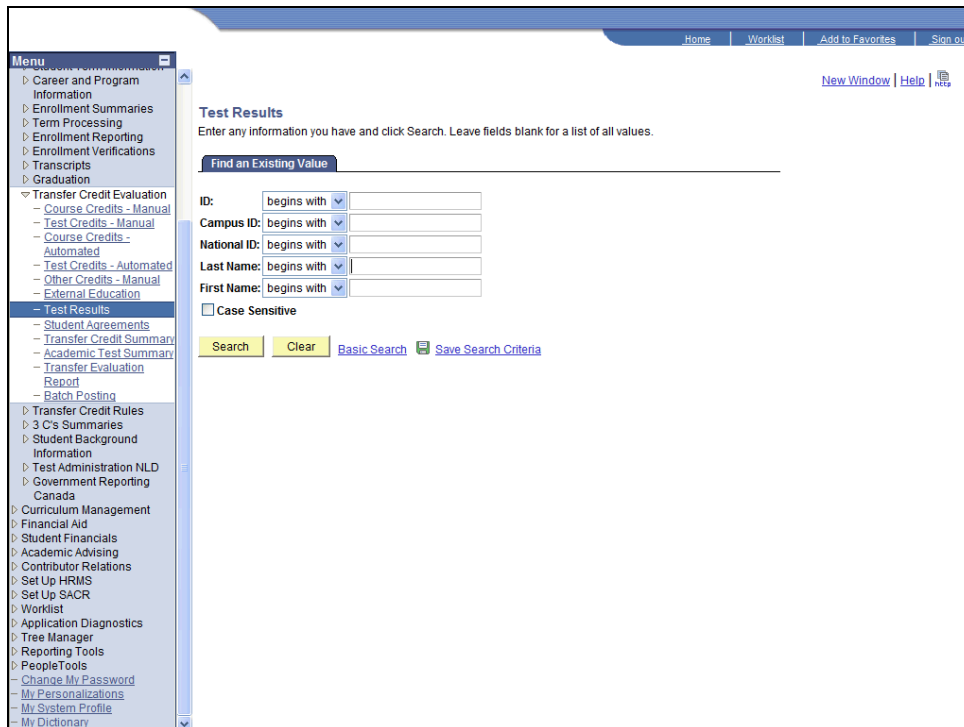 Home Worklist Add to Favorites Sign ou
Menu
New Window | Help | http
Student Term Information
Career and Program
Information
Enrollment Summaries
Term Processing
Enrollment Reporting
Enrollment Verifications
Transcripts
Graduation
Transfer Credit Evaluation
Course Credits - Manual
Test Credits - Manual
Course Credits -
Automated
Test Credits - Automated
Other Credits - Manual
External Education
Test Results
Student Agreements
Transfer Credit Summary
Academic Test Summary
Transfer Evaluation
Report
Batch Posting
Transfer Credit Rules
3 C's Summaries
Student Background
Information
Test Administration NLD
Government Reporting
Canada
Curriculum Management
Financial Aid
Student Financials
Academic Advising
Contributor Relations
Set Up HRMS
Set Up SACR
Worklist
Application Diagnostics
Tree Manager
Reporting Tools
PeopleTools
Change My Password
My Personalizations
My System Profile
My Dictionary
Test Results
Enter any information you have and click Search. Leave fields blank for a list of all values.
Find an Existing Value
ID: begins with
Campus ID: begins with
National ID: begins with
Last Name: begins with
First Name: begins with
Case Sensitive
Search Clear Basic Search Save Search Criteria